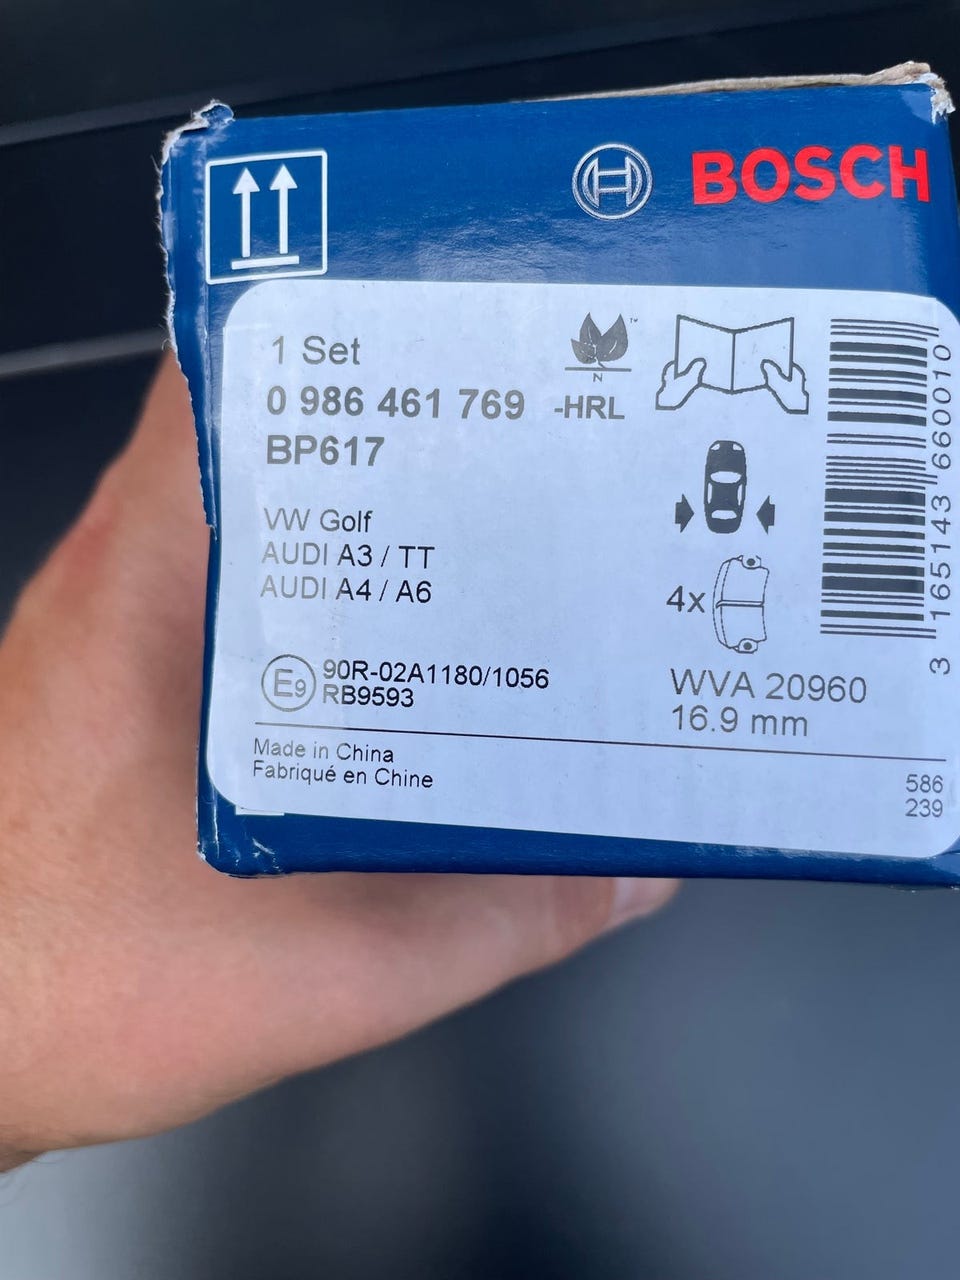 BOSCH
1 Set
0 986 461 769 -HRL
BP617
VW Golf
AUDI A3 / TT
AUDI A4 / A6
E9 90R-02A1180/1056
RB9593
Made in China
Fabriqué en Chine
TM
N
4x
WVA 20960
16.9 mm
586
239
3 165143 660010